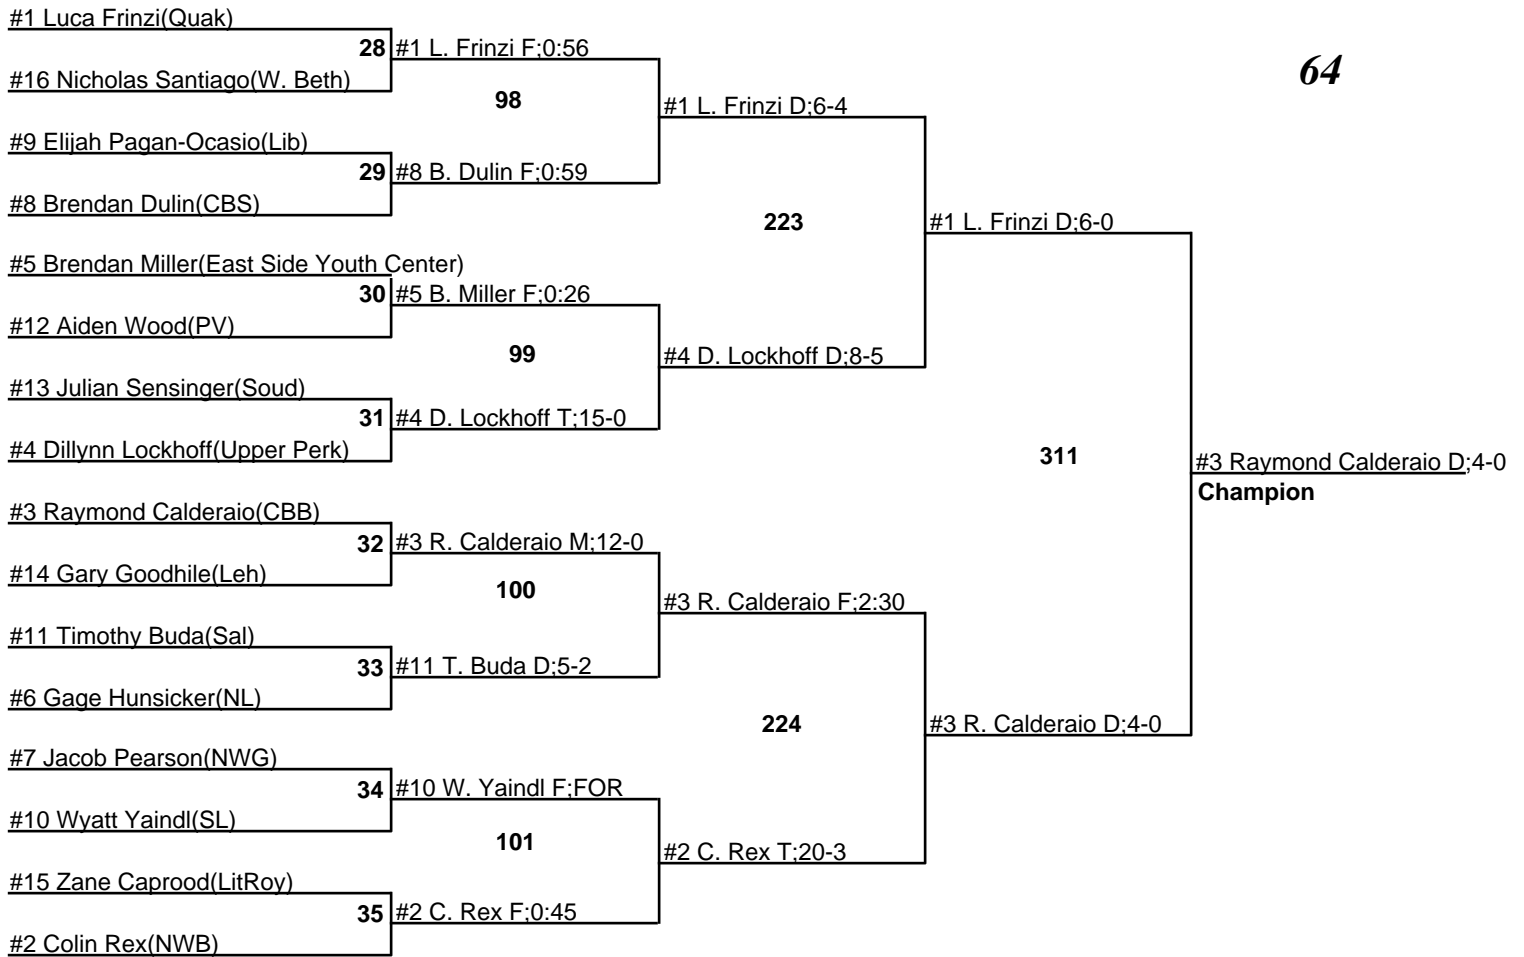 #1 Luca Frinzi(Quak)
28 #1 L. Frinzi F;0:56
64
#16 Nicholas Santiago(W. Beth)
98
#1 L. Frinzi D;6-4
#9 Elijah Pagan-Ocasio(Lib)
29 #8 B. Dulin F;0:59
#8 Brendan Dulin(CBS)
223
#1 L. Frinzi D;6-0
#5 Brendan Miller(East Side Youth Center)
30 #5 B. Miller F;0:26
#12 Aiden Wood(PV)
99
#4 D. Lockhoff D;8-5
#13 Julian Sensinger(Soud)
31 #4 D. Lockhoff T;15-0
#4 Dillynn Lockhoff(Upper Perk)
311
#3 Raymond Calderaio D;4-0
Champion
#3 Raymond Calderaio(CBB)
32 #3 R. Calderaio M;12-0
#14 Gary Goodhile(Leh)
100
#3 R. Calderaio F;2:30
#11 Timothy Buda(Sal)
33 #11 T. Buda D;5-2
#6 Gage Hunsicker(NL)
224
#3 R. Calderaio D;4-0
#7 Jacob Pearson(NWG)
34 #10 W. Yaindl F;FOR
#10 Wyatt Yaindl(SL)
101
#2 C. Rex T;20-3
#15 Zane Caprood(LitRoy)
35 #2 C. Rex F;0:45
#2 Colin Rex(NWB)